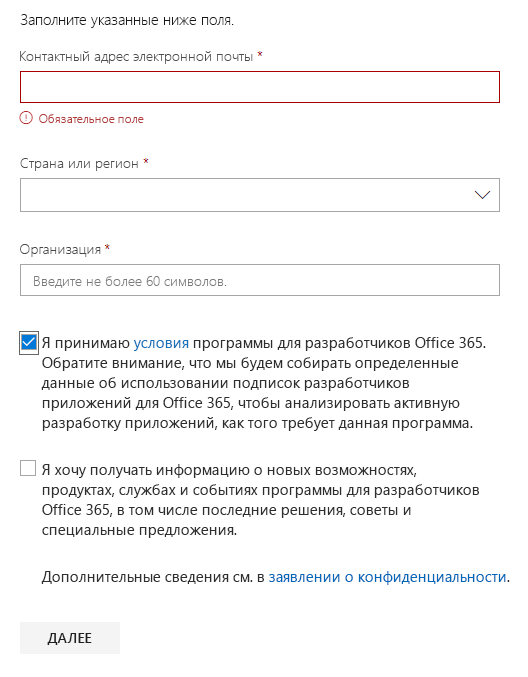 Заполните указанные ниже поля.
Контактный адрес электронной почты *
Обязательное поле
Страна или регион *
Организация *
Введите не более 60 символов.
Я принимаю условия программы для разработчиков Office 365.
Обратите внимание, что мы будем собирать определенные
данные об использовании подписок разработчиков
приложений для Office 365, чтобы анализировать активную
разработку приложений, как того требует данная программа.
Я хочу получать информацию о новых возможностях,
продуктах, службах и событиях программы для разработчиков
Office 365, в том числе последние решения, советы и
специальные предложения.
Дополнительные сведения см. в заявлении о конфиденциальности.
ДАЛЕЕ